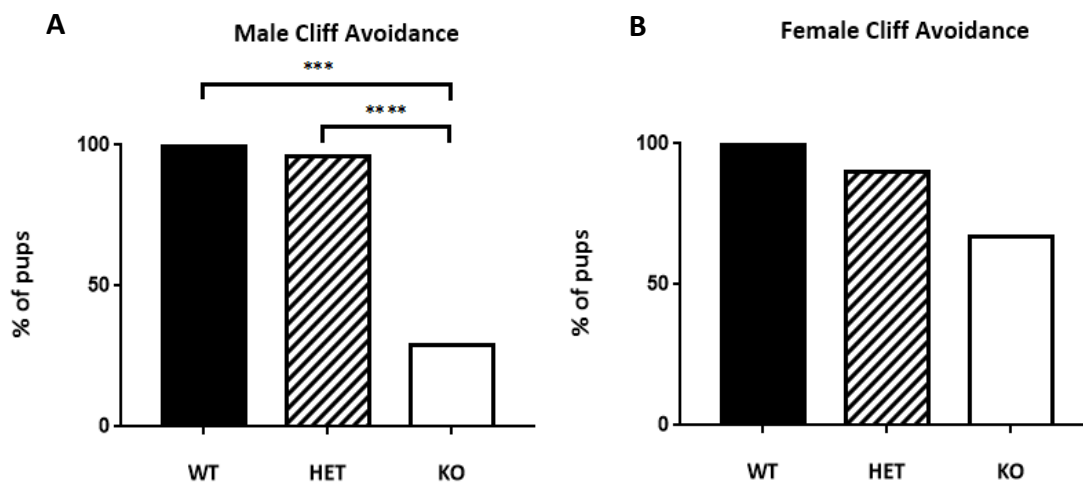 A
Male Cliff Avoidance
***
****
% of pups
100
50
0
WT HET KO
B
Female Cliff Avoidance
% of pups
100
50
0
WT HET KO